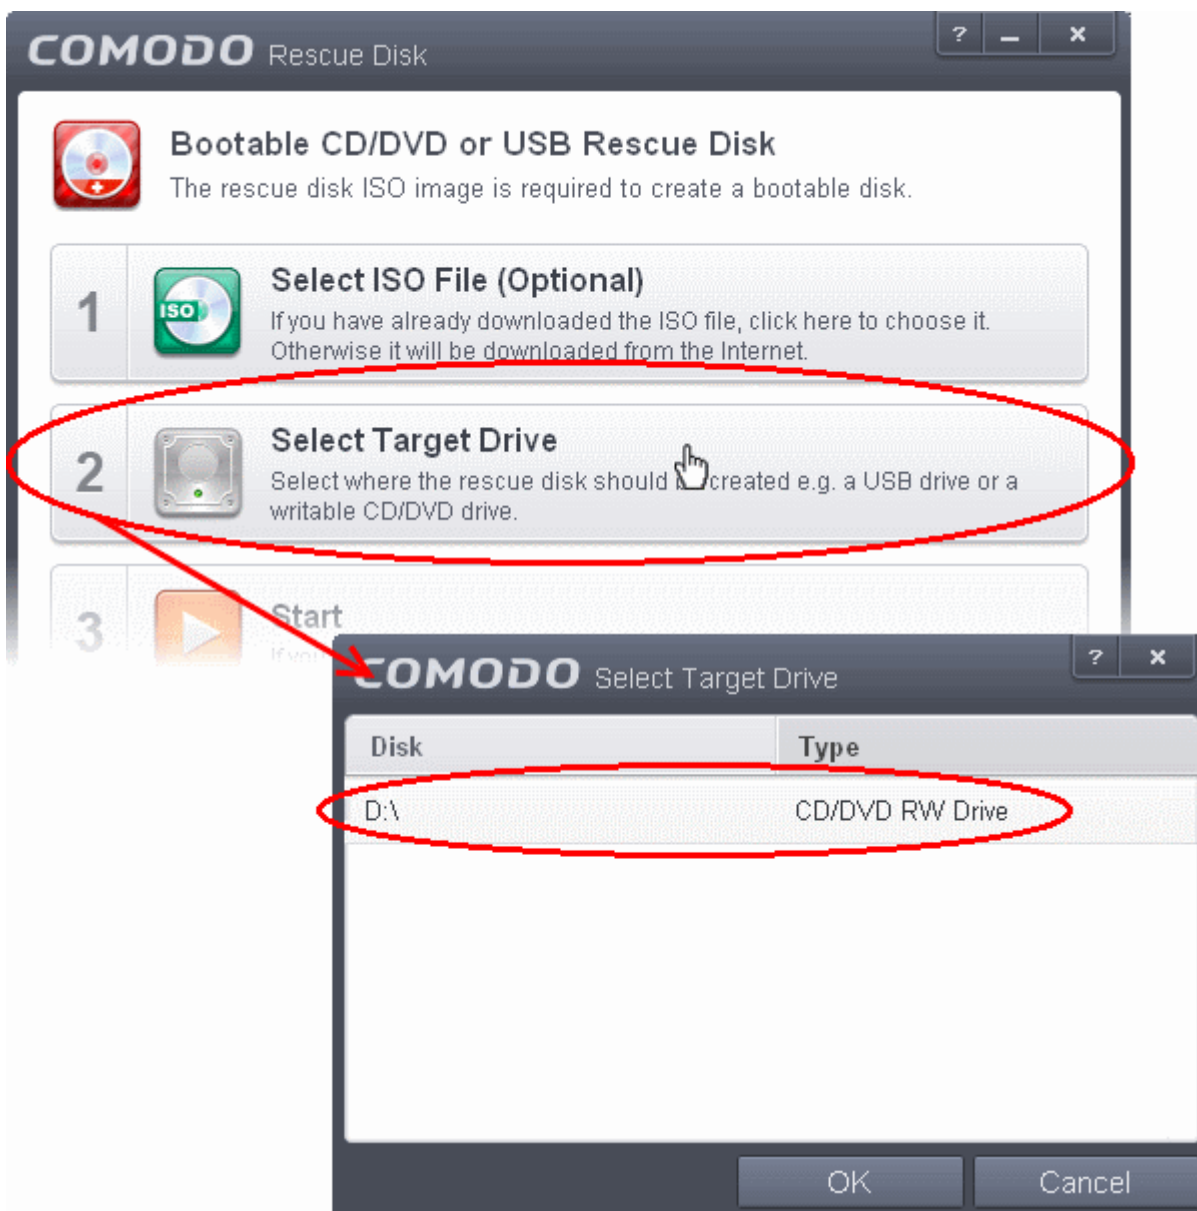 COMODO Rescue Disk
? – x
Bootable CD/DVD or USB Rescue Disk
The rescue disk ISO image is required to create a bootable disk.
1
ISO
Select ISO File (Optional)
If you have already downloaded the ISO file, click here to choose it.
Otherwise it will be downloaded from the Internet.
2
Select Target Drive
Select where the rescue disk should created e.g. a USB drive or a
writable CD/DVD drive.
3
Start
If you
COMODO Select Target Drive
? x
Disk Type
D:\ CD/DVD RW Drive
OK Cancel